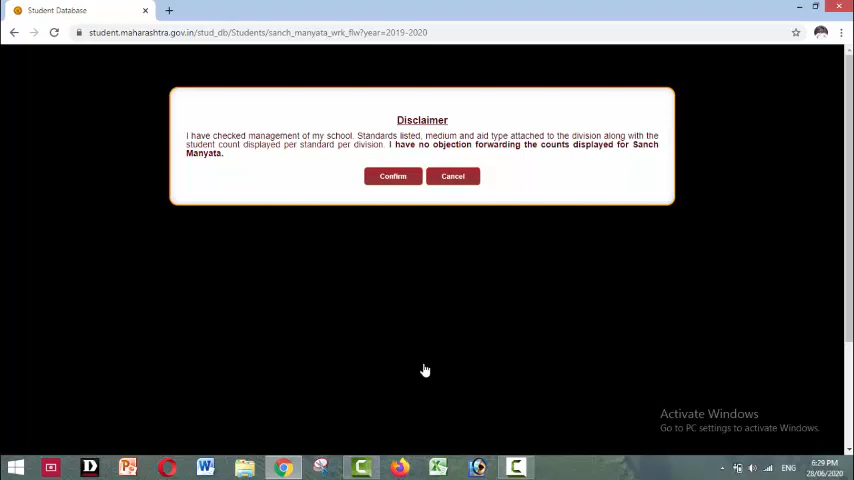 Student Database
student.maharashtra.gov.in/stud_db/Students/sanch_manyata_wrk_flw?year=2019-2020
Disclaimer
I have checked management of my school. Standards listed, medium and aid type attached to the division along with the
student count displayed per standard per division. I have no objection forwarding the counts displayed for Sanch
Manyata.
Confirm Cancel
Activate Windows
Go to PC settings to activate Windows.
ENG
6:29 PM
28/06/2020